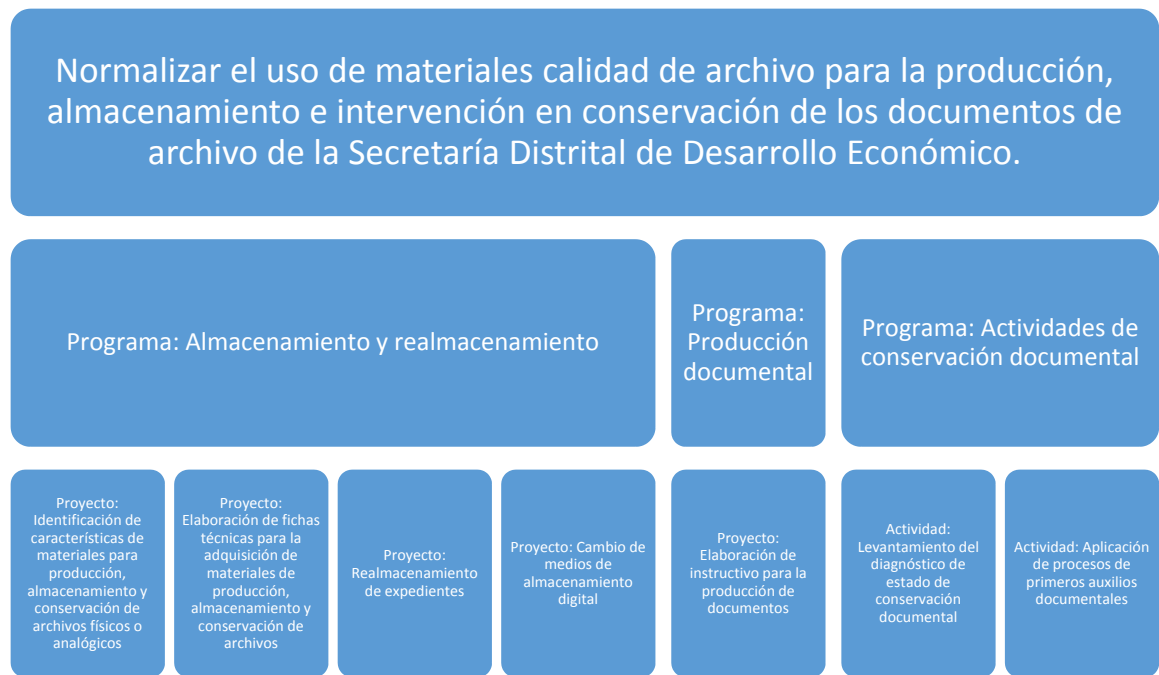 Normalizar el uso de materiales calidad de archivo para la producción,
almacenamiento e intervención en conservación de los documentos de
archivo de la Secretaría Distrital de Desarrollo Económico.
Programa: Almacenamiento y realmacenamiento
Programa:
Producción
documental
Programa: Actividades de
conservación documental
Proyecto:
Identificación de
características de
materiales para
producción,
almacenamiento y
conservación de
archivos físicos o
analógicos
Proyecto:
Elaboración de fichas
técnicas para la
adquisición de
materiales de
producción,
almacenamiento y
conservación de
archivos
Proyecto:
Realmacenamiento
de expedientes
Proyecto: Cambio de
medios de
almacenamiento
digital
Proyecto:
Elaboración de
instructivo para la
producción de
documentos
Actividad:
Levantamiento del
diagnóstico de
estado de
conservación
documental
Actividad: Aplicación
de procesos de
primeros auxilios
documentales